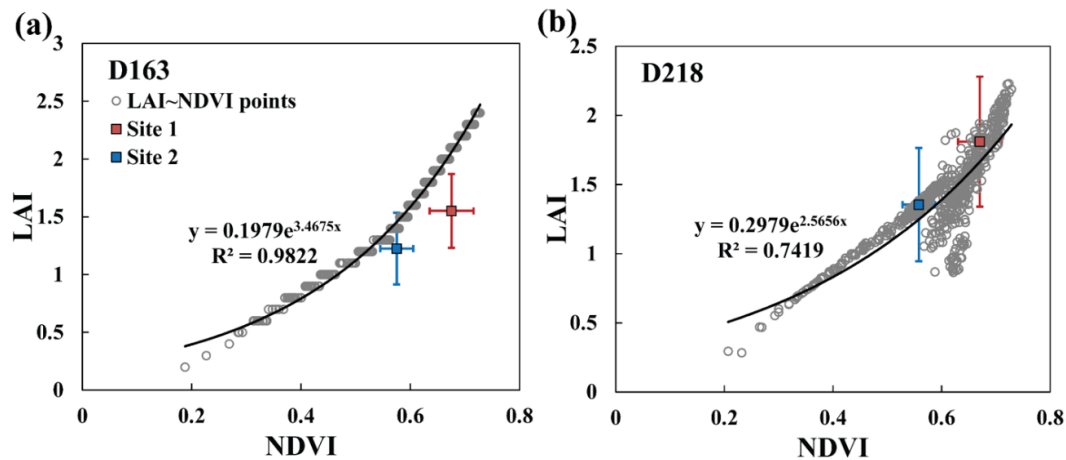 (a)
D163
LAI~NDVI points
Site 1
Site 2
y = 0.1979e^3.4675x
R² = 0.9822
LAI
3
2.5
2
1.5
1
0.5
0
0 0.2 0.4 0.6 0.8
NDVI
(b)
D218
y = 0.2979e^2.5656x
R² = 0.7419
LAI
2.5
2
1.5
1
0.5
0
0 0.2 0.4 0.6 0.8
NDVI